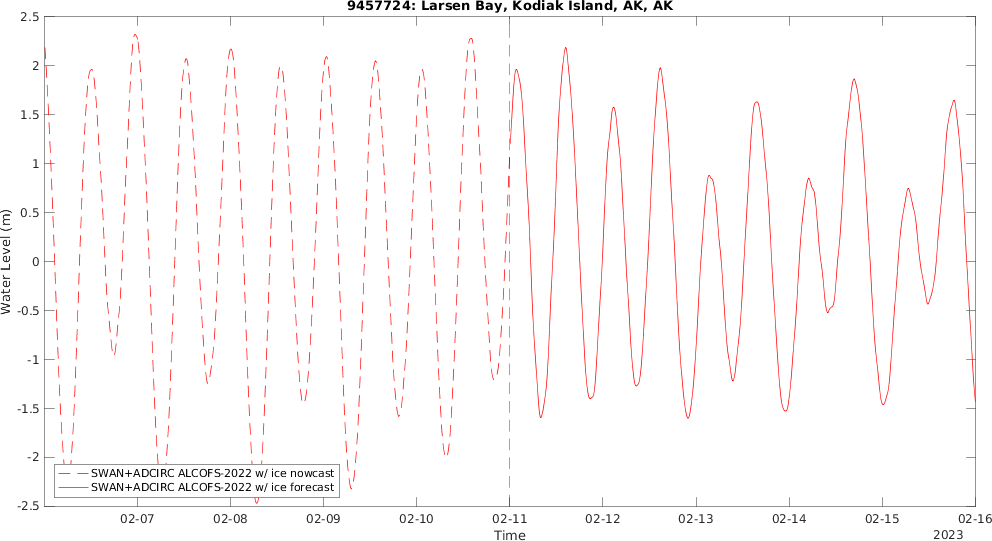 9457724: Larsen Bay, Kodiak Island, AK, AK
2.5
2
1.5
1
0.5
0
-0.5
-1
-1.5
-2
-2.5
Water Level (m)
SWAN+ADCIRC ALCOFS-2022 w/ ice nowcast
SWAN+ADCIRC ALCOFS-2022 w/ ice forecast
02-07 02-08 02-09 02-10 02-11 02-12 02-13 02-14 02-15 02-16
Time
2023